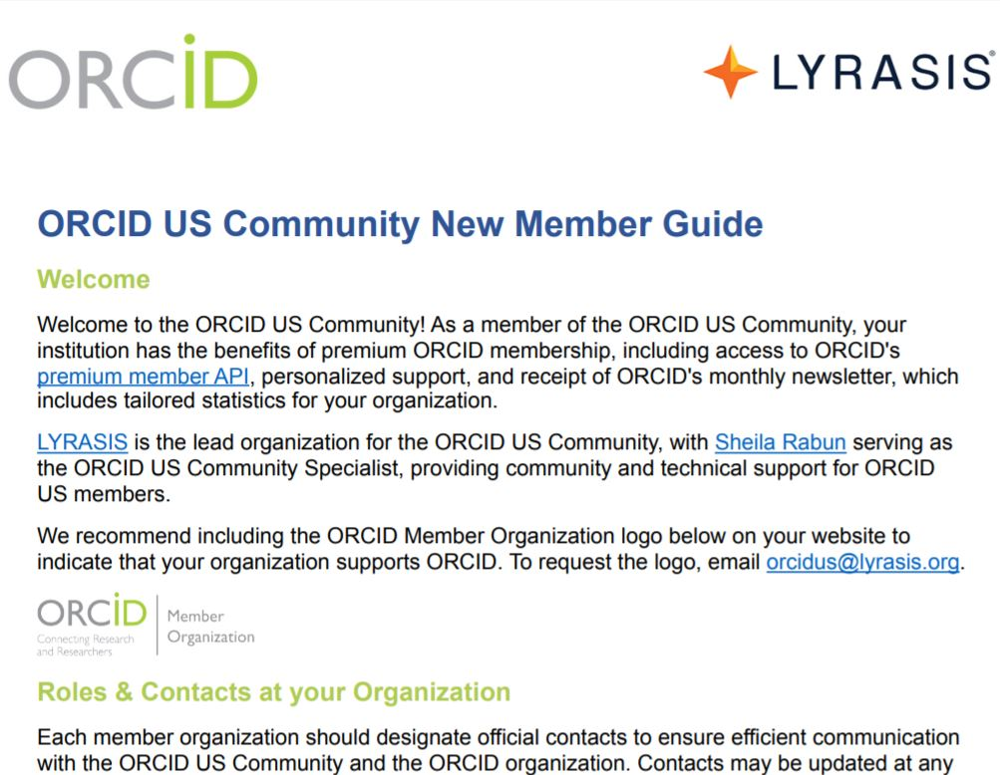 ORCID
LYRASIS®
ORCID US Community New Member Guide
Welcome
Welcome to the ORCID US Community! As a member of the ORCID US Community, your
institution has the benefits of premium ORCID membership, including access to ORCID's
premium member API, personalized support, and receipt of ORCID's monthly newsletter, which
includes tailored statistics for your organization.
LYRASIS is the lead organization for the ORCID US Community, with Sheila Rabun serving as
the ORCID US Community Specialist, providing community and technical support for ORCID
US members.
We recommend including the ORCID Member Organization logo below on your website to
indicate that your organization supports ORCID. To request the logo, email orcidus@lyrasis.org.
ORCID
Connecting Research
and Researchers
Member
Organization
Roles & Contacts at your Organization
Each member organization should designate official contacts to ensure efficient communication
with the ORCID US Community and the ORCID organization. Contacts may be updated at any